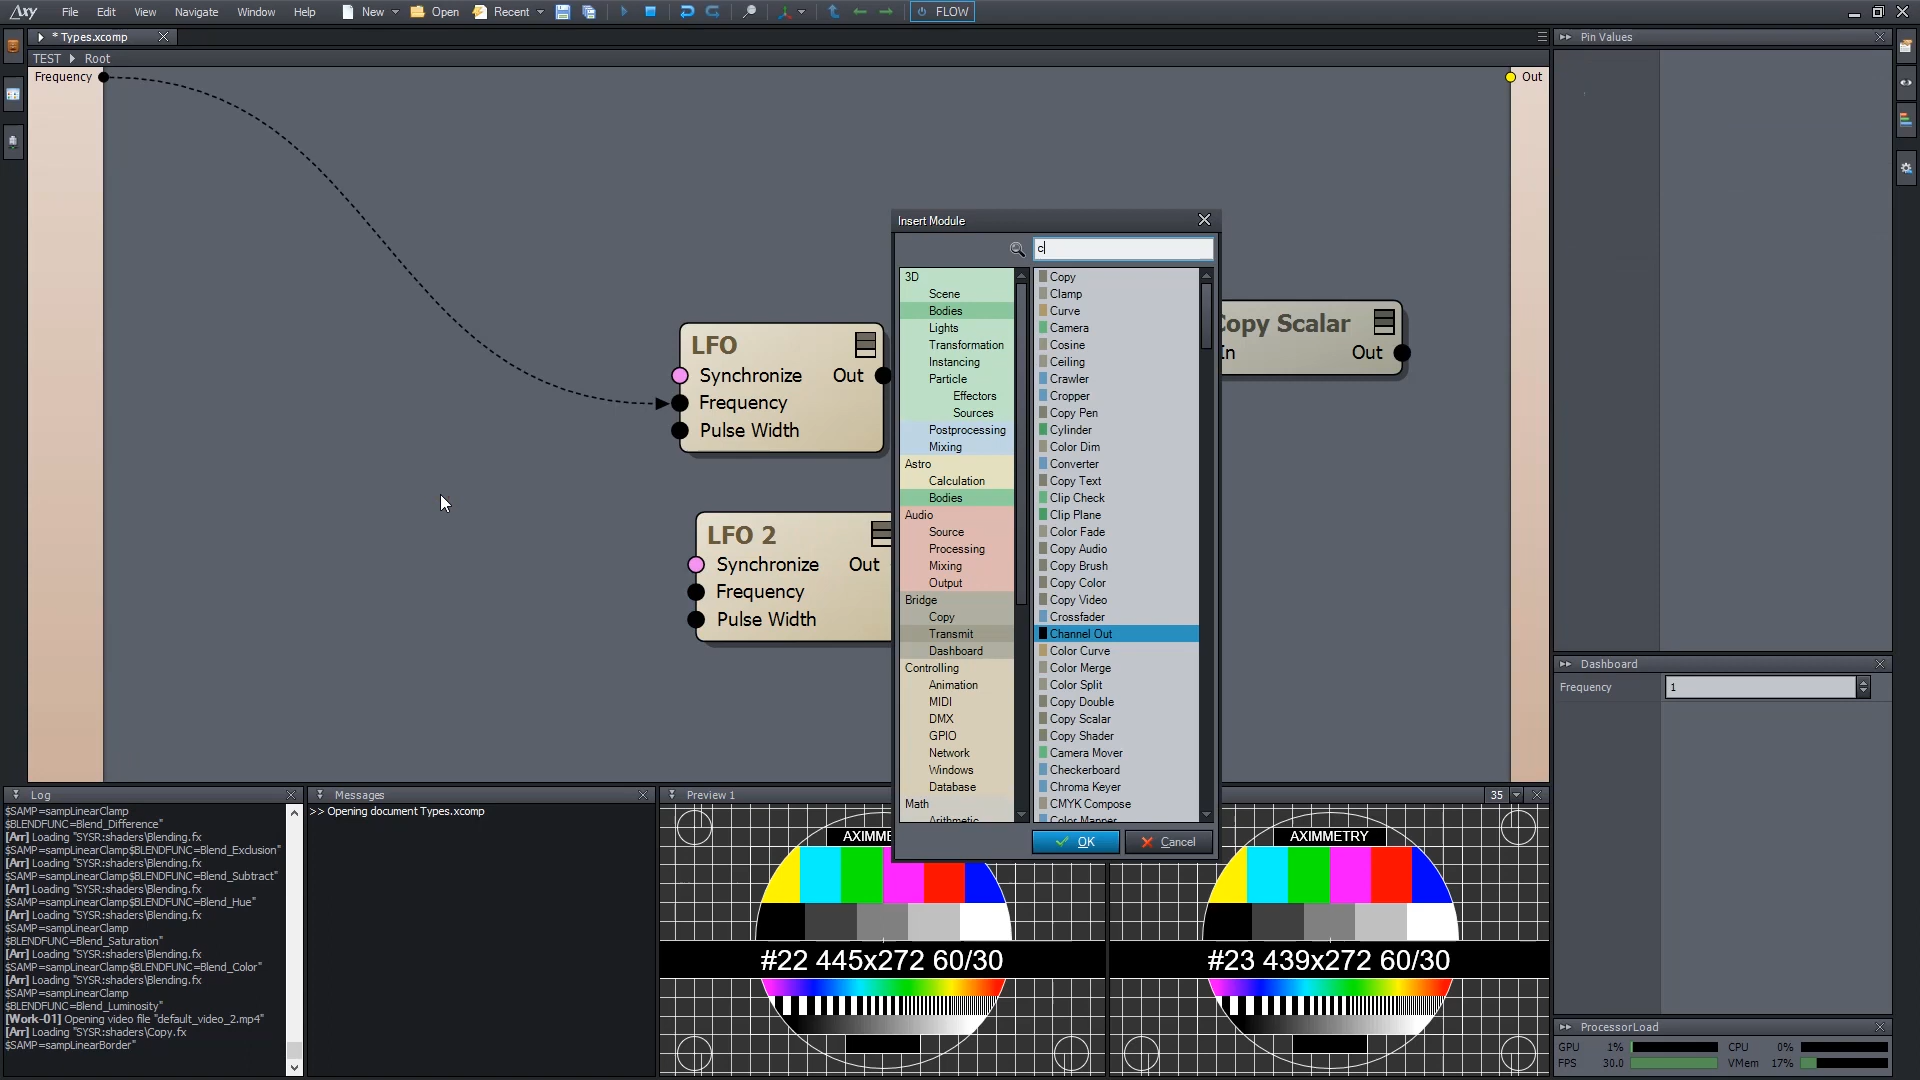 Axy File Edit View Navigate Window Help New Open Recent FLOW
* Types.xcomp
TEST Root
Frequency
Out
LFO
Synchronize Out
Frequency
Pulse Width
LFO 2
Synchronize Out
Frequency
Pulse Width
Copy Scalar
In Out
Insert Module
c
3D
Scene
Bodies
Lights
Transformation
Instancing
Particle
Effectors
Sources
Postprocessing
Mixing
Astro
Calculation
Bodies
Audio
Source
Processing
Mixing
Output
Bridge
Copy
Transmit
Dashboard
Controlling
Animation
MIDI
DMX
GPIO
Network
Windows
Database
Math
Arithmetic
Copy
Clamp
Curve
Camera
Cosine
Ceiling
Crawler
Cropper
Copy Pen
Cylinder
Color Dim
Converter
Copy Text
Clip Check
Clip Plane
Color Fade
Copy Audio
Copy Brush
Copy Color
Copy Video
Crossfader
Channel Out
Color Curve
Color Merge
Color Split
Copy Double
Copy Scalar
Copy Shader
Camera Mover
Checkerboard
Chroma Keyer
CMYK Compose
Color Mapper
OK Cancel
Pin Values
Dashboard
Frequency 1
ProcessorLoad
GPU 1% CPU 0%
FPS 30.0 VMem 17%
Log
$SAMP=sampLinearClamp
$BLENDFUNC=Blend_Difference"
[Arr] Loading "SYSR:shaders\Blending.fx
$SAMP=sampLinearClamp$BLENDFUNC=Blend_Exclusion"
[Arr] Loading "SYSR:shaders\Blending.fx
$SAMP=sampLinearClamp$BLENDFUNC=Blend_Subtract"
[Arr] Loading "SYSR:shaders\Blending.fx
$SAMP=sampLinearClamp$BLENDFUNC=Blend_Hue"
[Arr] Loading "SYSR:shaders\Blending.fx
$SAMP=sampLinearClamp
$BLENDFUNC=Blend_Saturation"
[Arr] Loading "SYSR:shaders\Blending.fx
$SAMP=sampLinearClamp$BLENDFUNC=Blend_Color"
[Arr] Loading "SYSR:shaders\Blending.fx
$SAMP=sampLinearClamp
$BLENDFUNC=Blend_Luminosity"
[Work-01] Opening video file "default_video_2.mp4"
[Arr] Loading "SYSR:shaders\Copy.fx
$SAMP=sampLinearBorder"
Messages
>> Opening document Types.xcomp
Preview 1
AXIMME
#22 445x272 60/30
35
AXIMMETRY
#23 439x272 60/30